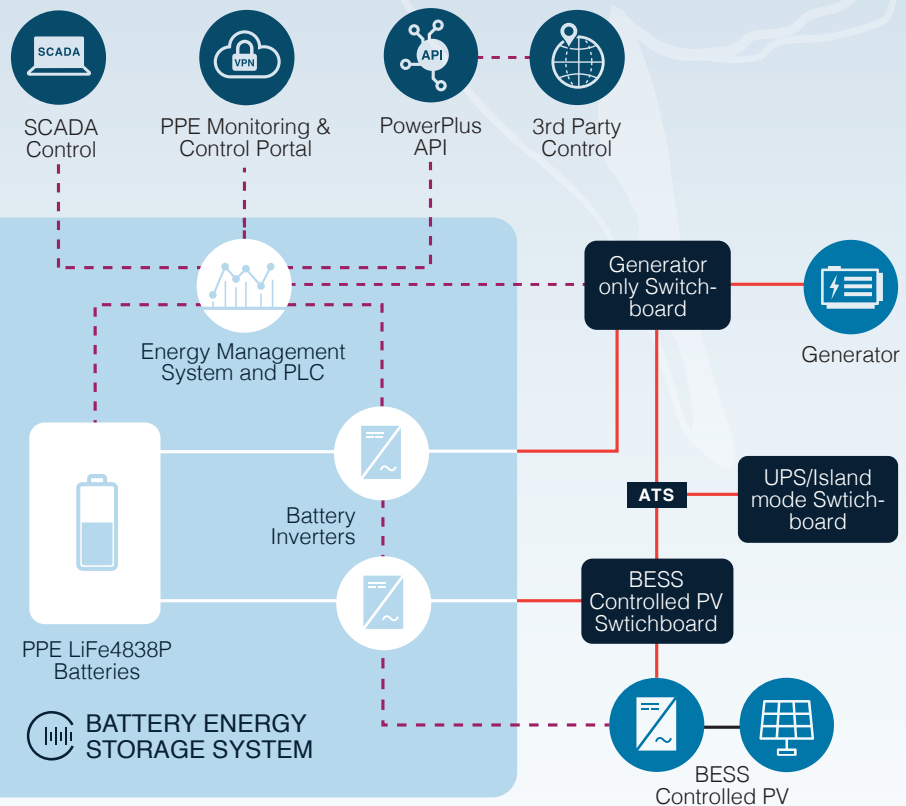 SCADA
VPN
API
SCADA
Control
PPE Monitoring &
Control Portal
PowerPlus
API
3rd Party
Control
Generator
only Switch-
board
Generator
Energy Management
System and PLC
UPS/Island
mode Swtich-
board
ATS
Battery
Inverters
BESS
Controlled PV
Swtichboard
PPE LiFe4838P
Batteries
BATTERY ENERGY
STORAGE SYSTEM
BESS
Controlled PV